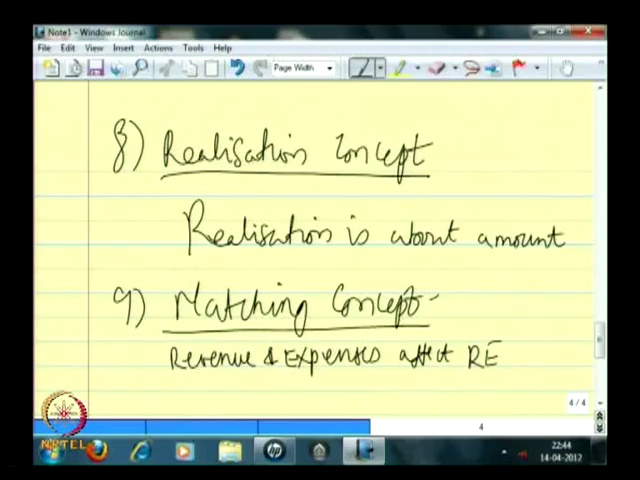 Note1 - Windows Journal
File Edit View Insert Actions Tools Help
Page Width
8) Realisation Concept
Realisation is about amount
9) Matching Concept
Revenue & Expenses affect RE
4 / 4
4
NPTEL
22:44
14-04-2012